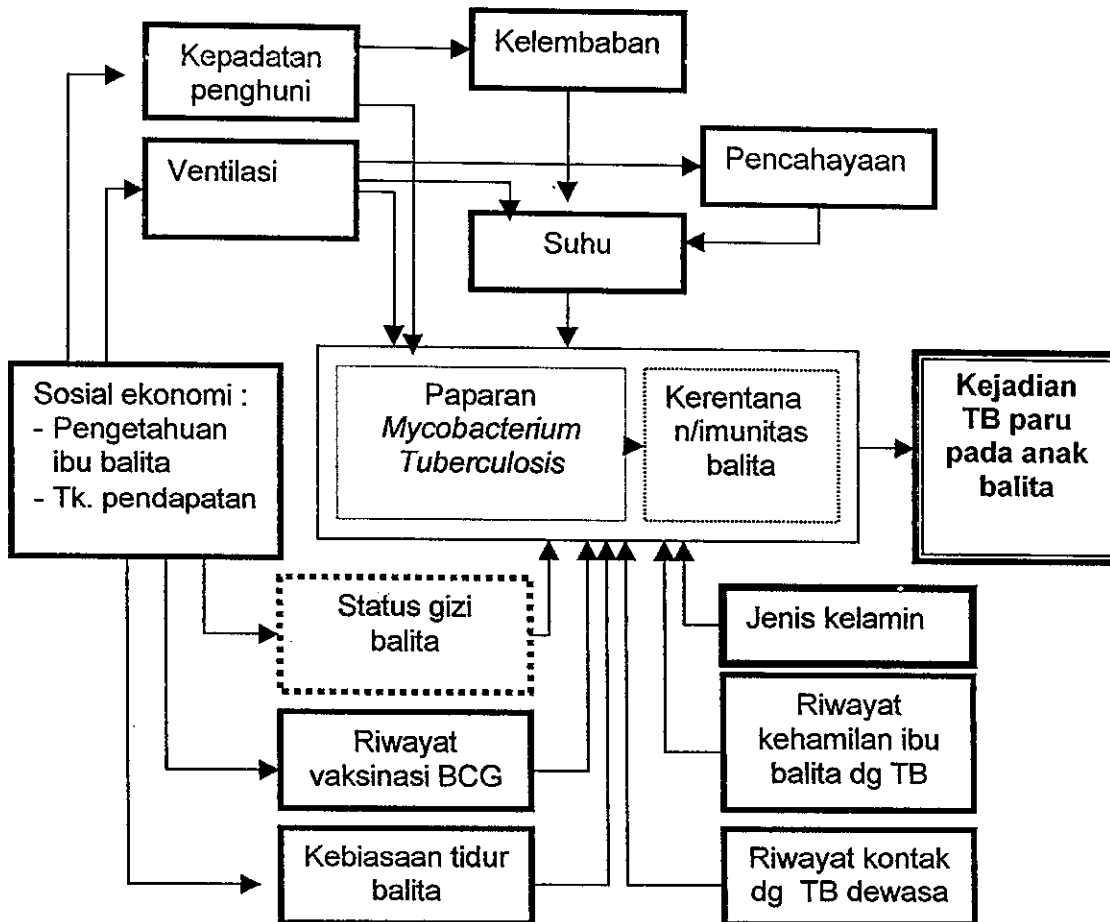 Kepadatan
penghuni
Kelembaban
Ventilasi
Pencahayaan
Suhu
Sosial ekonomi :
- Pengetahuan
ibu balita
- Tk. pendapatan
Paparan
Mycobacterium
Tuberculosis
Kerentana
n/imunitas
balita
Kejadian
TB paru
pada anak
balita
Status gizi
balita
Jenis kelamin
Riwayat
vaksinasi BCG
Riwayat
kehamilan ibu
balita dg TB
Kebiasaan tidur
balita
Riwayat kontak
dg TB dewasa